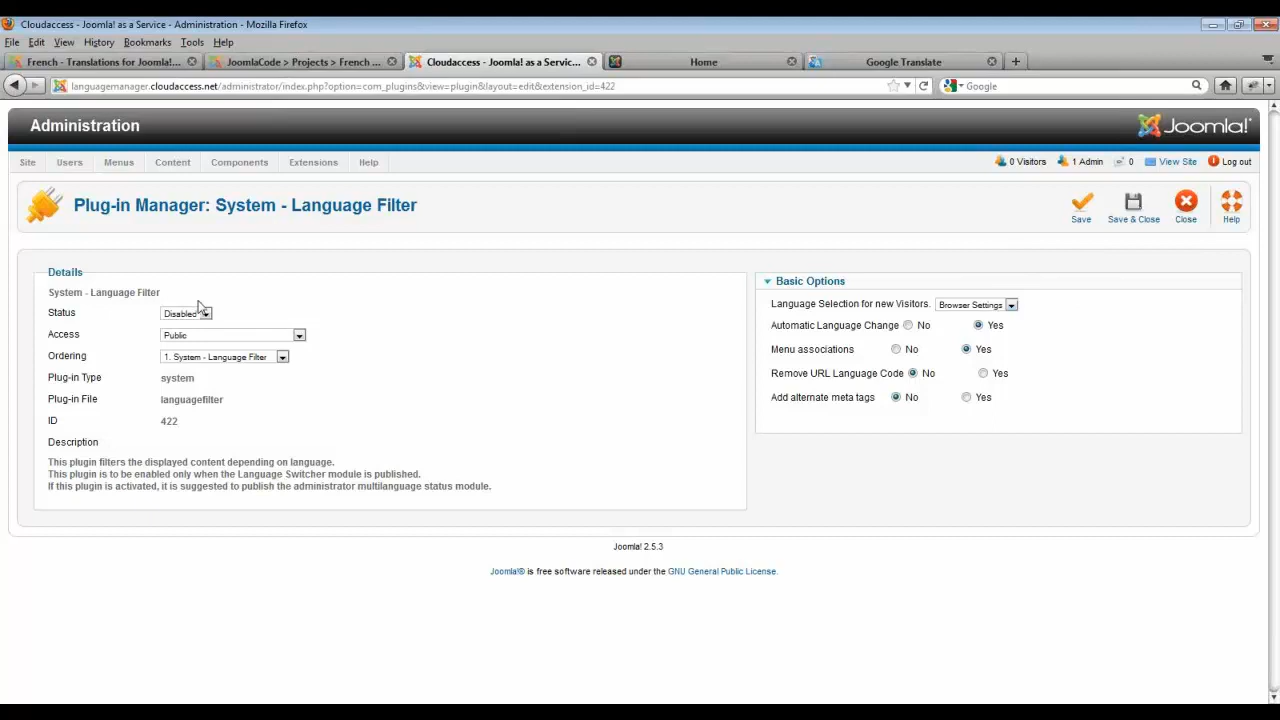 Cloudaccess - Joomla! as a Service - Administration - Mozilla Firefox
File Edit View History Bookmarks Tools Help
French - Translations for Joomla!... JoomlaCode > Projects > French ... Cloudaccess - Joomla! as a Servic... Home Google Translate
languagemanager.cloudaccess.net/administrator/index.php?option=com_plugins&view=plugin&layout=edit&extension_id=422 Google
Administration Joomla!
Site Users Menus Content Components Extensions Help 0 Visitors 1 Admin 0 View Site Log out
Plug-in Manager: System - Language Filter
Save Save & Close Close Help
Details
System - Language Filter
Status Disabled
Access Public
Ordering 1. System - Language Filter
Plug-in Type system
Plug-in File languagefilter
ID 422
Description
This plugin filters the displayed content depending on language.
This plugin is to be enabled only when the Language Switcher module is published.
If this plugin is activated, it is suggested to publish the administrator multilanguage status module.
Basic Options
Language Selection for new Visitors. Browser Settings
Automatic Language Change No Yes
Menu associations No Yes
Remove URL Language Code No Yes
Add alternate meta tags No Yes
Joomla! 2.5.3
Joomla!® is free software released under the GNU General Public License.